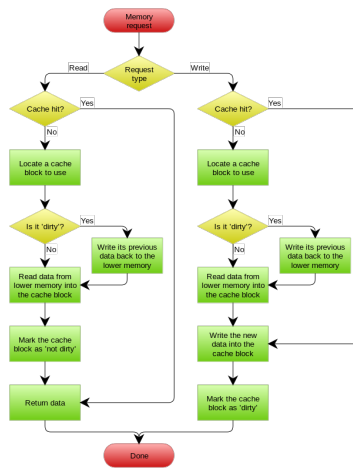 Memory
request
Request
type
Read
Write
Cache hit?
Yes
No
Locate a cache
block to use
Is it 'dirty'?
Yes
No
Write its previous
data back to the
lower memory
Read data from
lower memory into
the cache block
Mark the cache
block as 'not dirty'
Return data
Cache hit?
Yes
No
Locate a cache
block to use
Is it 'dirty'?
Yes
No
Write its previous
data back to the
lower memory
Read data from
lower memory into
the cache block
Write the new
data into the
cache block
Mark the cache
block as 'dirty'
Done